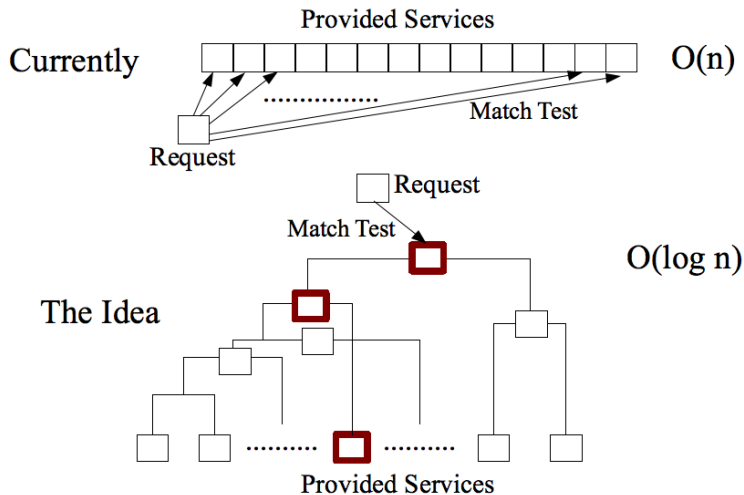 Provided Services
Currently
O(n)
Match Test
Request
Request
Match Test
O(log n)
The Idea
Provided Services